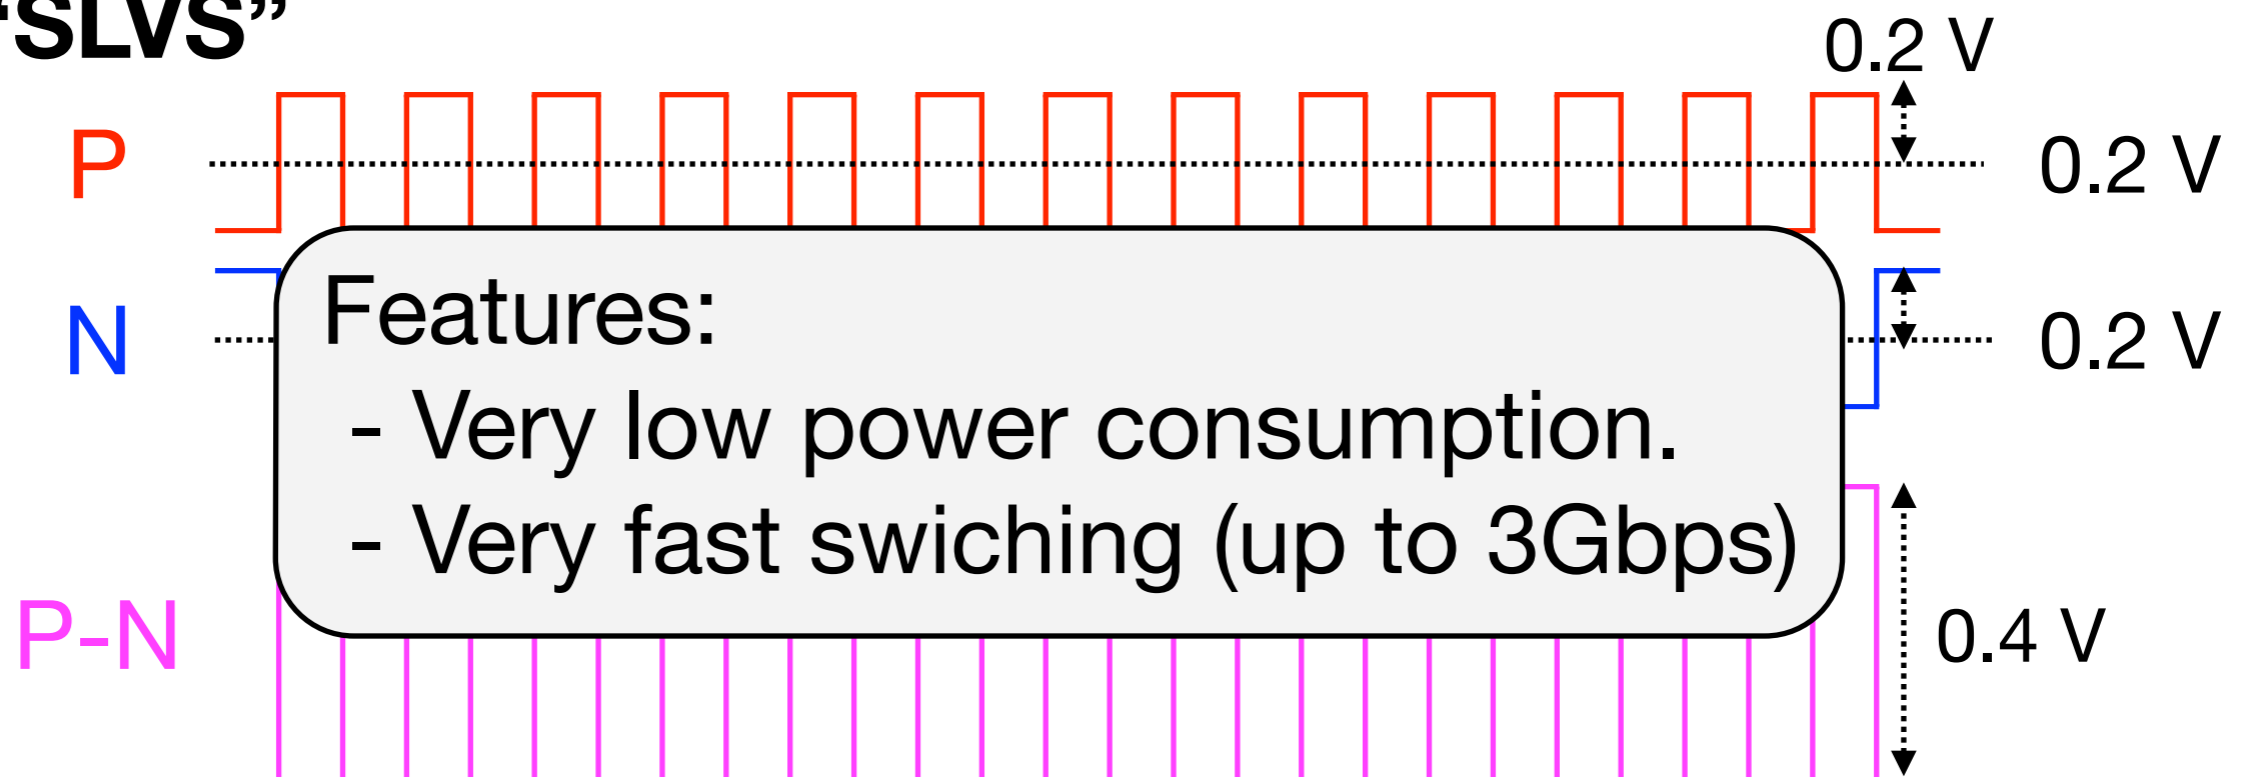 “SLVS”
0.2 V
P
0.2 V
N
0.2 V
Features:
- Very low power consumption.
- Very fast swiching (up to 3Gbps)
P-N
0.4 V